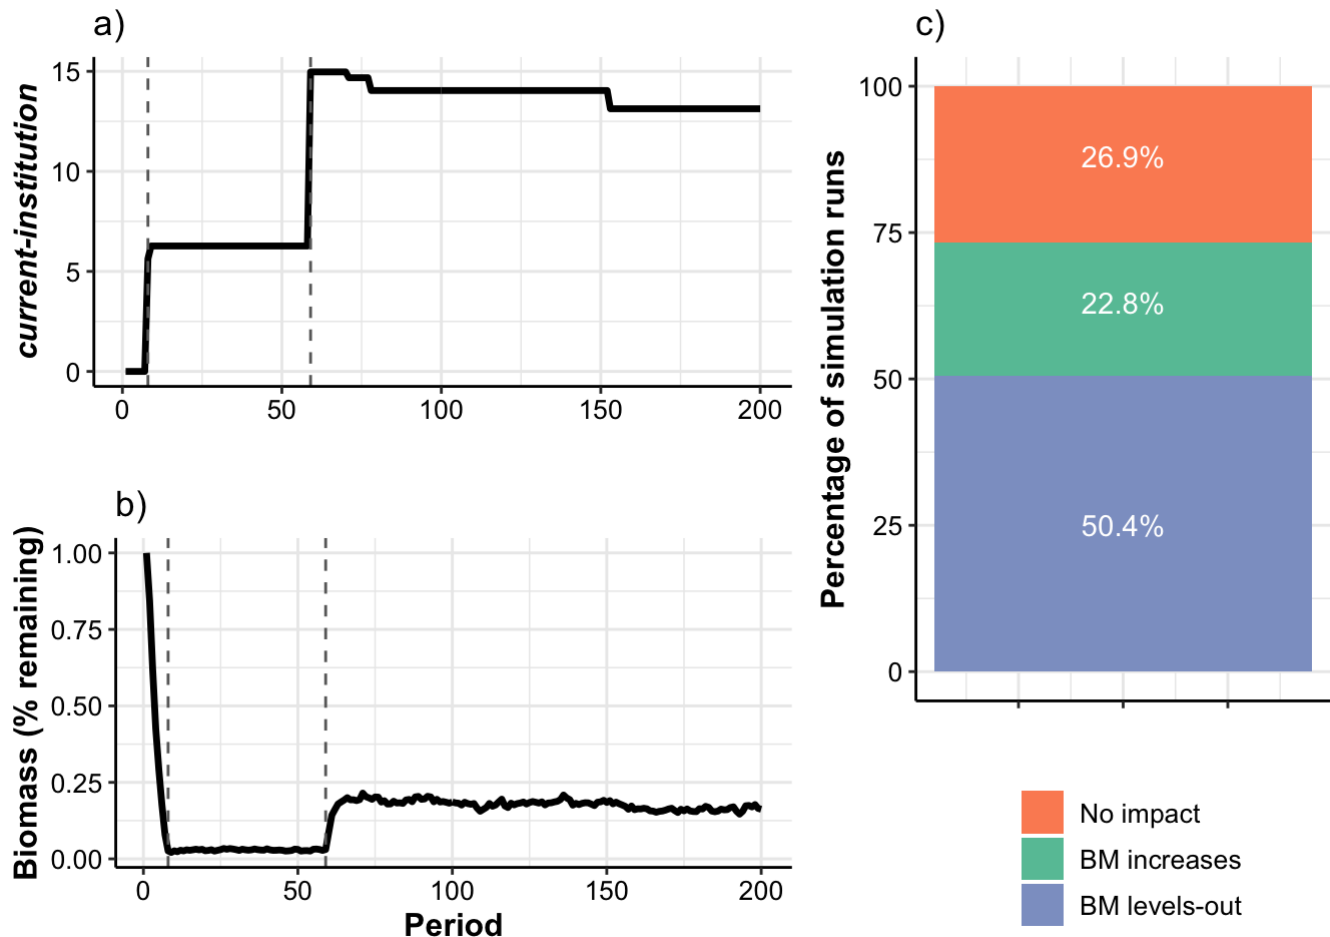 a)
current-institution
15
10
5
0
0 50 100 150 200
b)
Biomass (% remaining)
1.00
0.75
0.50
0.25
0.00
0 50 100 150 200
Period
c)
Percentage of simulation runs
100
75
50
25
0
26.9%
22.8%
50.4%
No impact
BM increases
BM levels-out